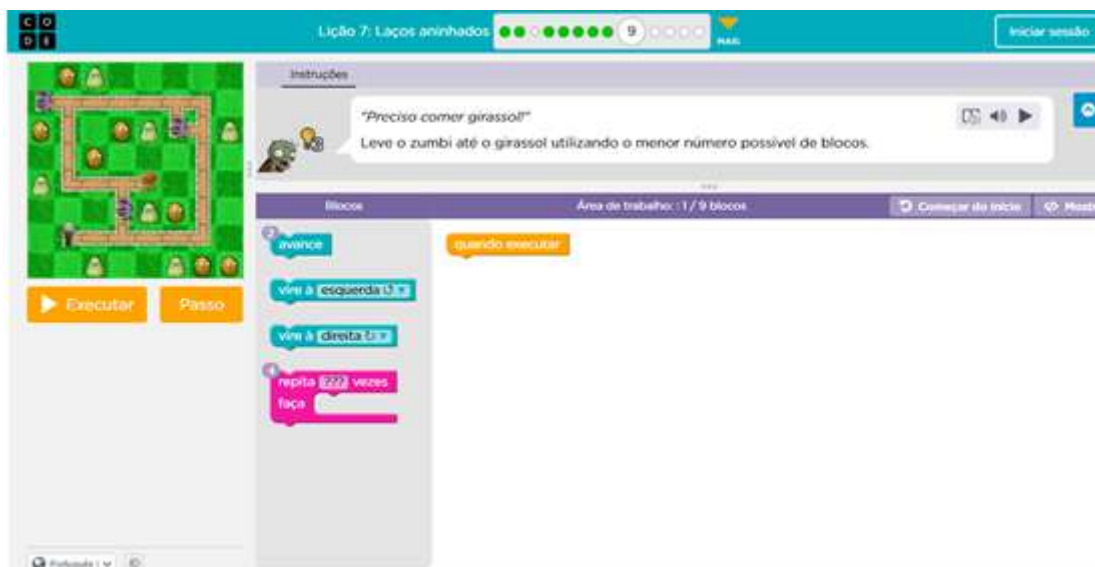 C O
D E
Lição 7: Laços aninhados
9
MAIS
Iniciar sessão
Instruções
"Preciso comer girassol!"
Leve o zumbi até o girassol utilizando o menor número possível de blocos.
Blocos
Área de trabalho: : 1 / 9 blocos
Começar do início
avance
quando executar
vire à esquerda
Executar
Passo
vire à direita
repita ??? vezes
faça
Português